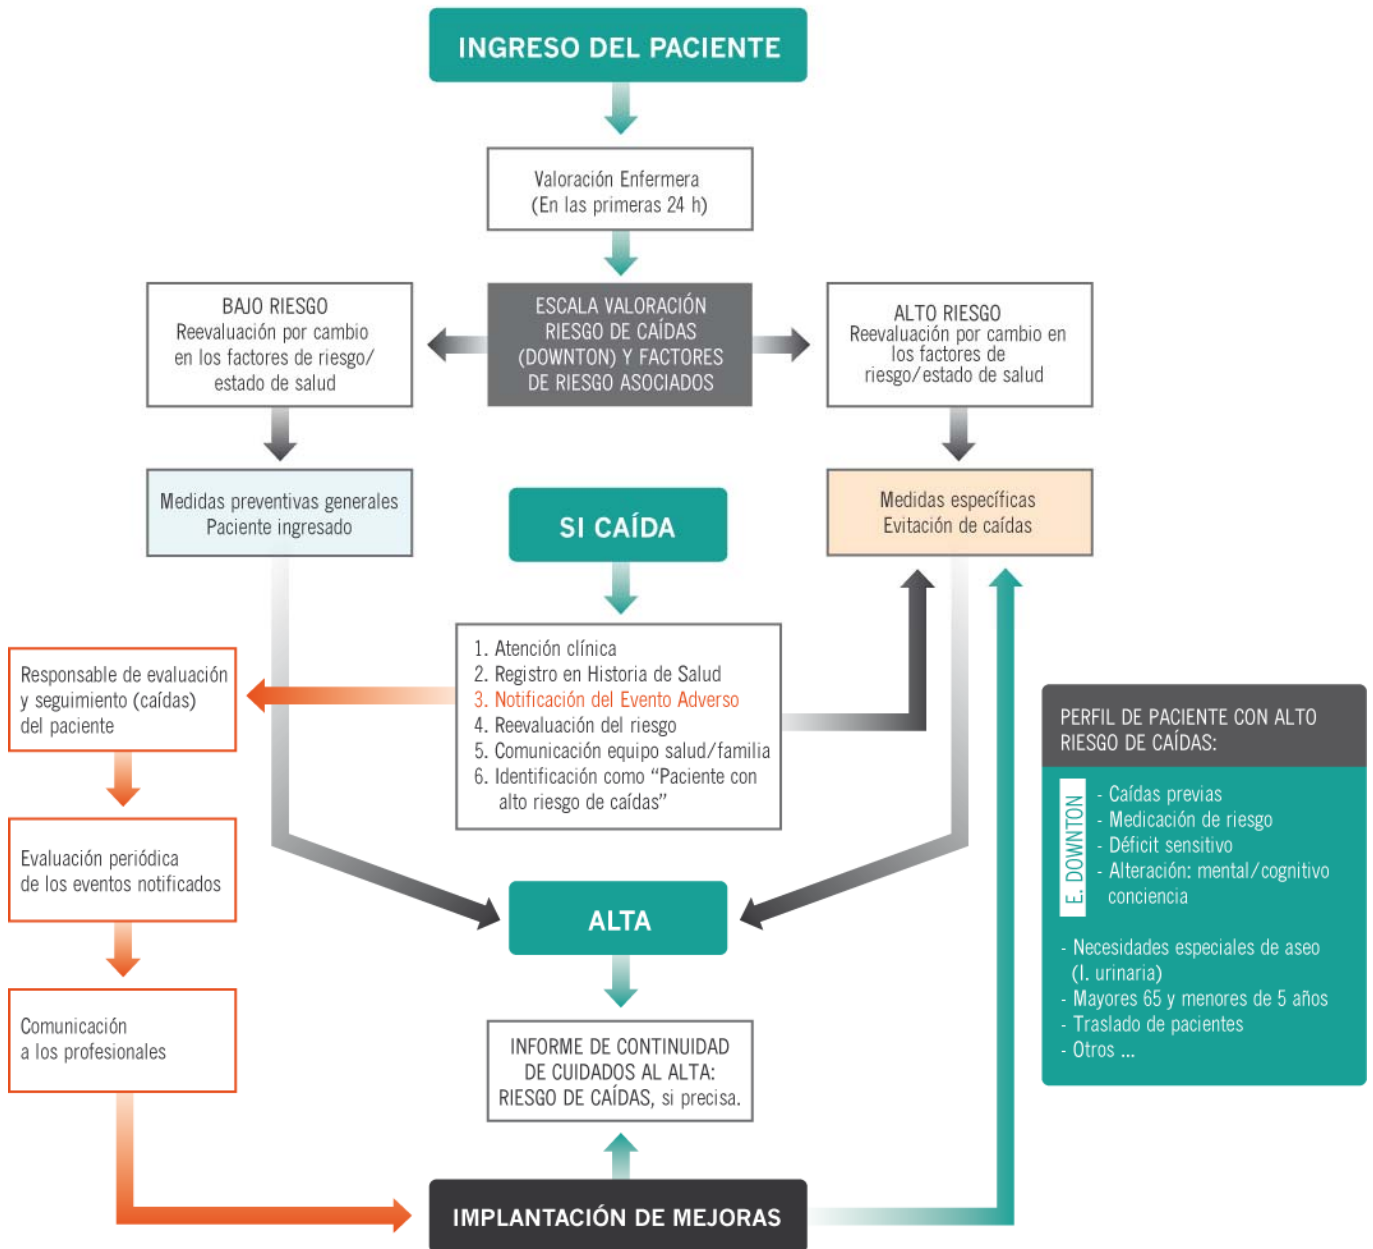 INGRESO DEL PACIENTE
Valoración Enfermera
(En las primeras 24 h)
BAJO RIESGO
Reevaluación por cambio
en los factores de riesgo/
estado de salud
ESCALA VALORACIÓN
RIESGO DE CAÍDAS
(DOWNTON) Y FACTORES
DE RIESGO ASOCIADOS
ALTO RIESGO
Reevaluación por cambio en
los factores de
riesgo/estado de salud
Medidas preventivas generales
Paciente ingresado
SI CAÍDA
Medidas específicas
Evitación de caídas
1. Atención clínica
2. Registro en Historia de Salud
3. Notificación del Evento Adverso
4. Reevaluación del riesgo
5. Comunicación equipo salud/familia
6. Identificación como “Paciente con
alto riesgo de caídas”
Responsable de evaluación
y seguimiento (caídas)
del paciente
Evaluación periódica
de los eventos notificados
Comunicación
a los profesionales
ALTA
INFORME DE CONTINUIDAD
DE CUIDADOS AL ALTA:
RIESGO DE CAÍDAS, si precisa.
IMPLANTACIÓN DE MEJORAS
PERFIL DE PACIENTE CON ALTO
RIESGO DE CAÍDAS:
E. DOWNTON
- Caídas previas
- Medicación de riesgo
- Déficit sensitivo
- Alteración: mental/cognitivo
conciencia
- Necesidades especiales de aseo
(I. urinaria)
- Mayores 65 y menores de 5 años
- Traslado de pacientes
- Otros ...